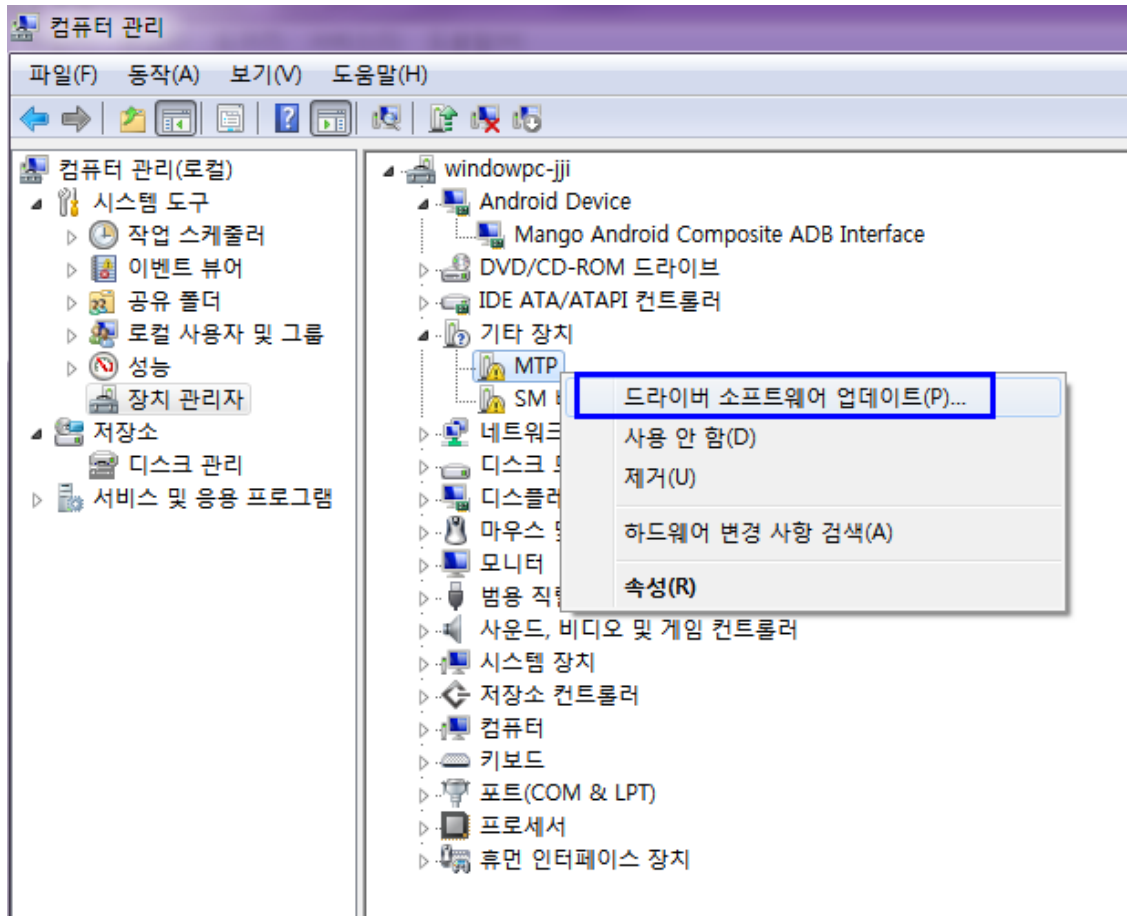 컴퓨터 관리
파일(F) 동작(A) 보기(V) 도움말(H)
컴퓨터 관리(로컬)
시스템 도구
작업 스케줄러
이벤트 뷰어
공유 폴더
로컬 사용자 및 그룹
성능
장치 관리자
저장소
디스크 관리
서비스 및 응용 프로그램
windowpc-jji
Android Device
Mango Android Composite ADB Interface
DVD/CD-ROM 드라이브
IDE ATA/ATAPI 컨트롤러
기타 장치
MTP
SM
네트워크
디스크
디스플레
마우스
모니터
범용 직렬
사운드, 비디오 및 게임 컨트롤러
시스템 장치
저장소 컨트롤러
컴퓨터
키보드
포트(COM & LPT)
프로세서
휴먼 인터페이스 장치
드라이버 소프트웨어 업데이트(P)...
사용 안 함(D)
제거(U)
하드웨어 변경 사항 검색(A)
속성(R)